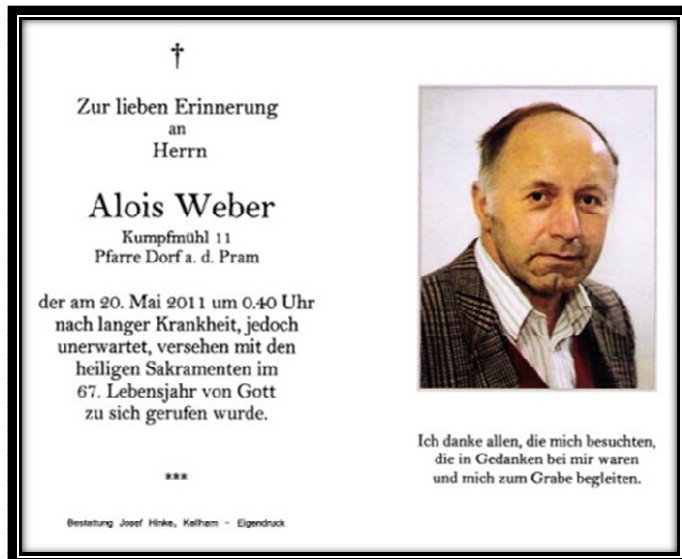 Zur lieben Erinnerung
an
Herrn
Alois Weber
Kumpfmühl 11
Pfarre Dorf a. d. Pram
der am 20. Mai 2011 um 0.40 Uhr
nach langer Krankheit, jedoch
unerwartet, versehen mit den
heiligen Sakramenten im
67. Lebensjahr von Gott
zu sich gerufen wurde.
***
Bestattung Josef Hinke, Kallham – Eigendruck
Ich danke allen, die mich besuchten,
die in Gedanken bei mir waren
und mich zum Grabe begleiten.